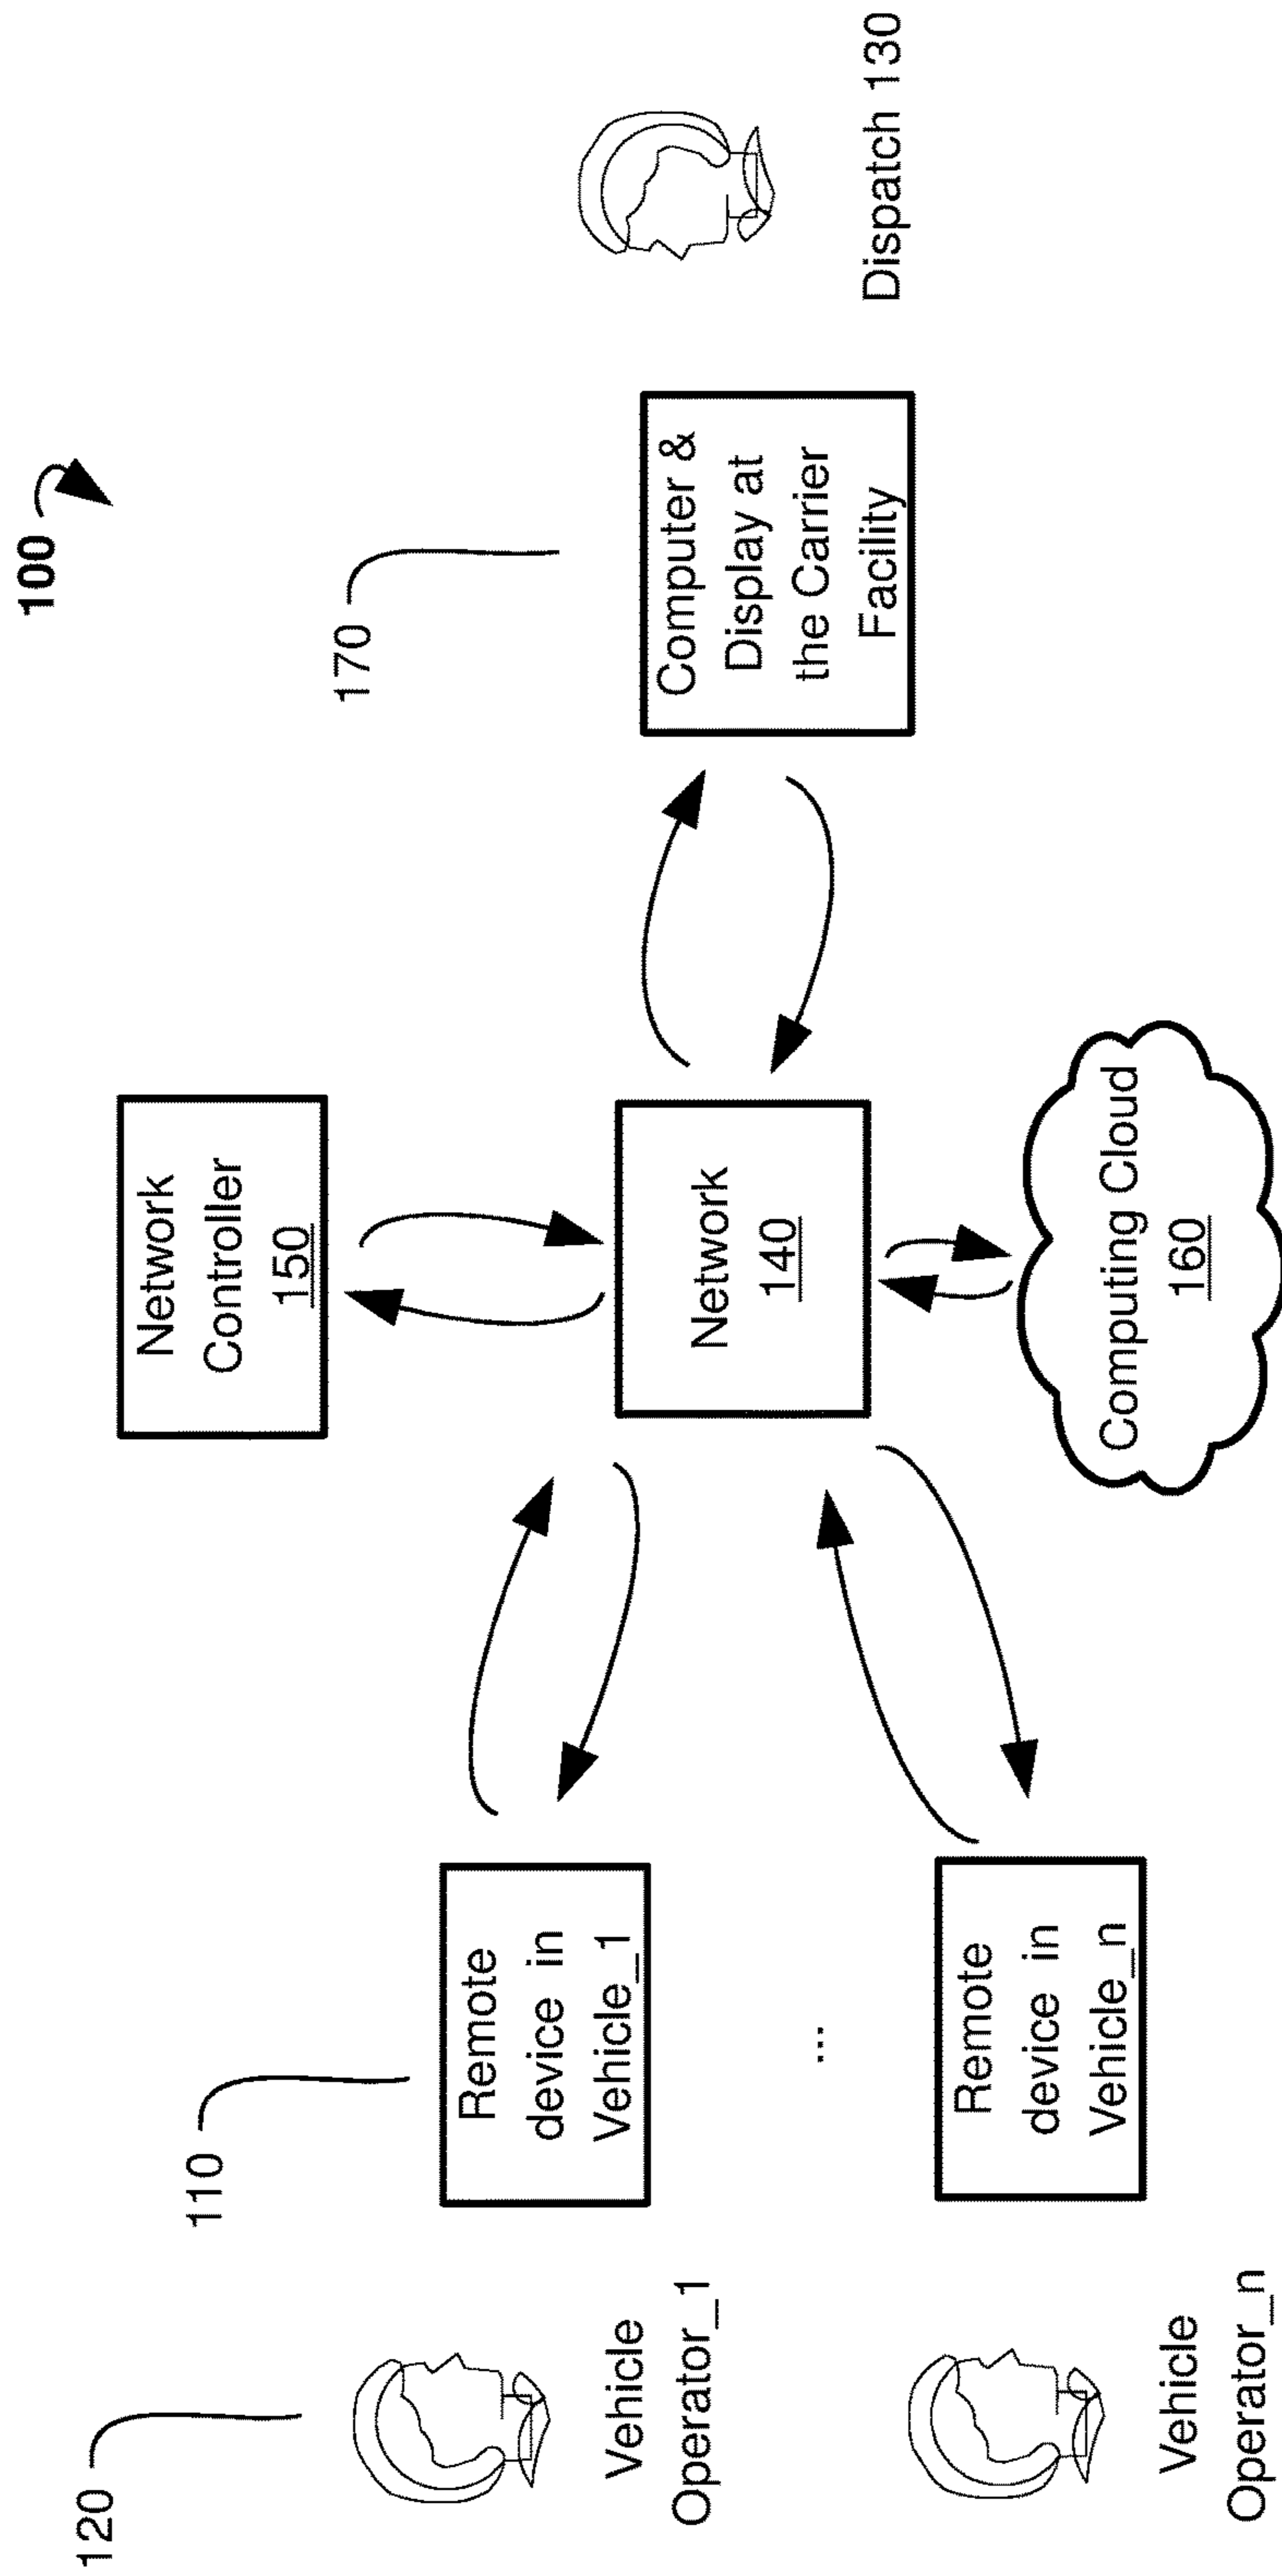 100
120
110
170
Network
Controller
150
Vehicle
Operator_1
Remote
device in
Vehicle_1
Network
140
Computer &
Display at
the Carrier
Facility
Dispatch 130
...
Vehicle
Operator_n
Remote
device in
Vehicle_n
Computing Cloud
160